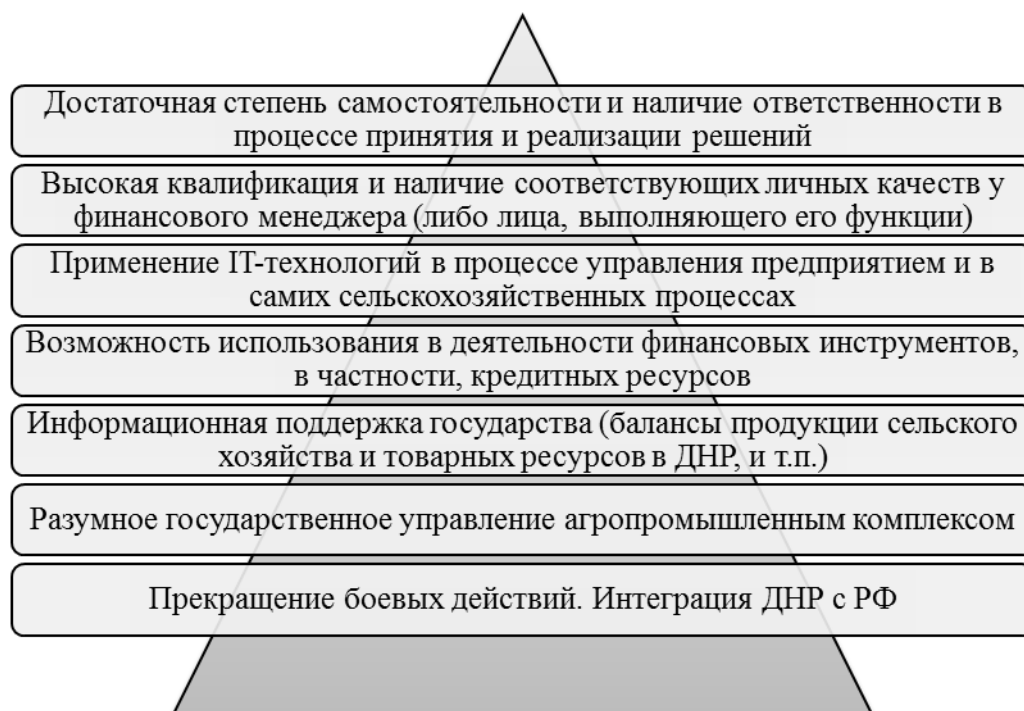 Достаточная степень самостоятельности и наличие ответственности в
процессе принятия и реализации решений
Высокая квалификация и наличие соответствующих личных качеств у
финансового менеджера (либо лица, выполняющего его функции)
Применение IT-технологий в процессе управления предприятием и в
самих сельскохозяйственных процессах
Возможность использования в деятельности финансовых инструментов,
в частности, кредитных ресурсов
Информационная поддержка государства (балансы продукции сельского
хозяйства и товарных ресурсов в ДНР, и т.п.)
Разумное государственное управление агропромышленным комплексом
Прекращение боевых действий. Интеграция ДНР с РФ